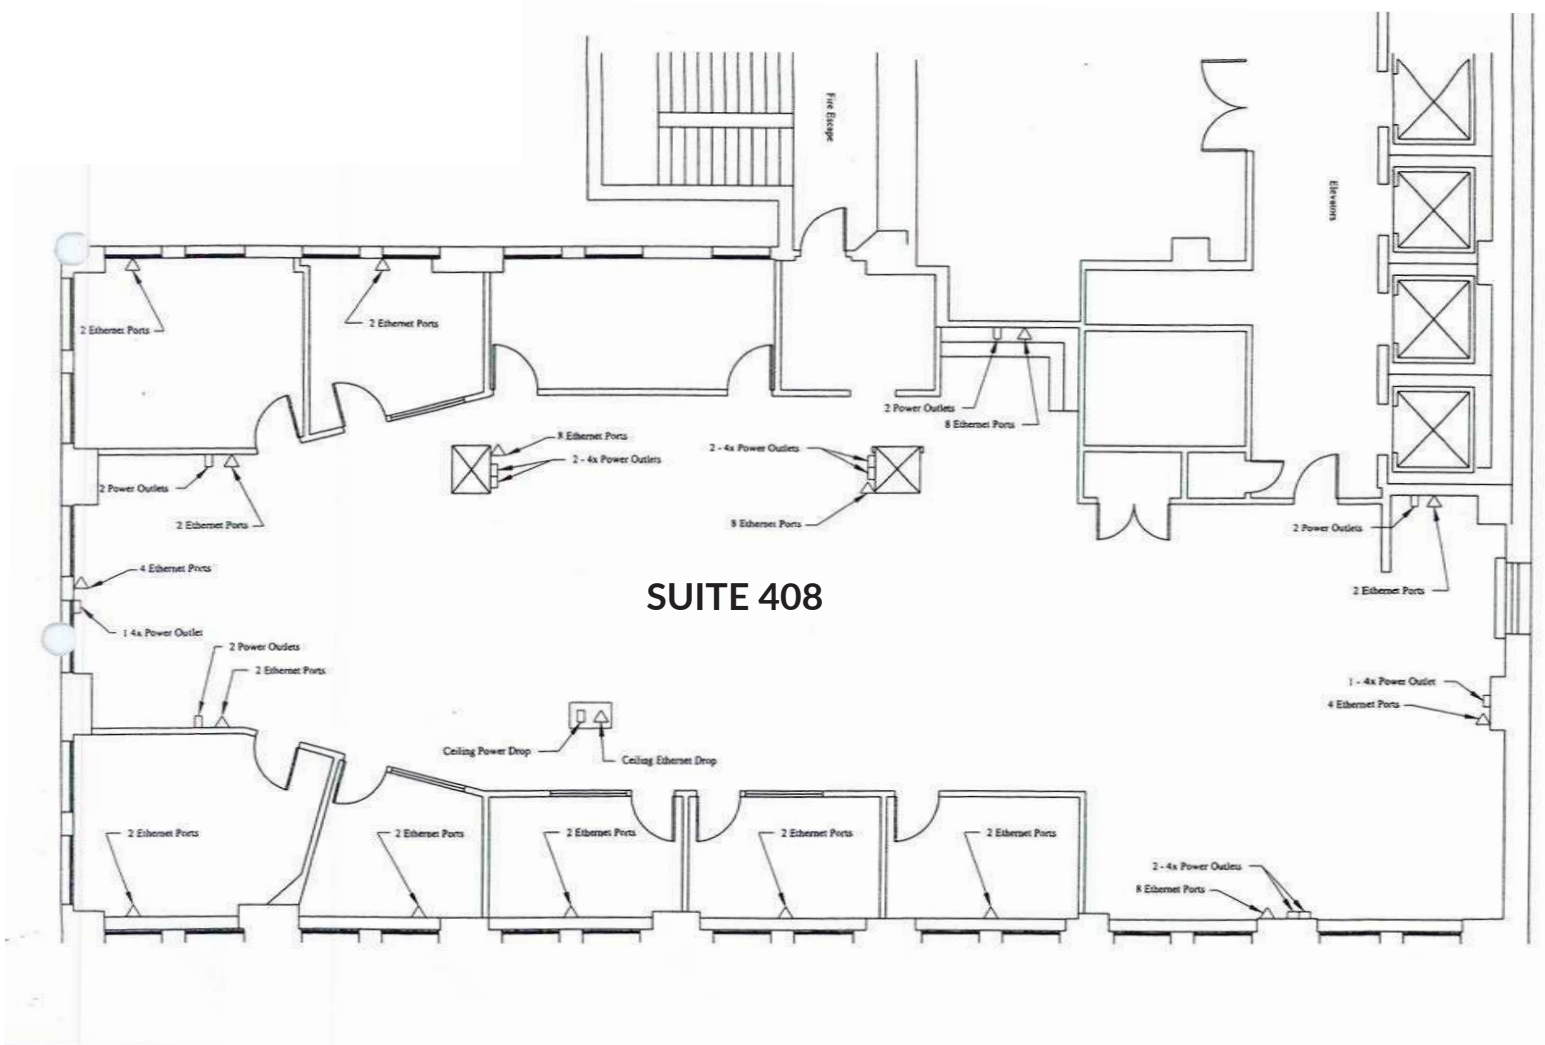 Fire Escape
Elevators
2 Ethernet Ports
2 Ethernet Ports
2 Power Outlets
8 Ethernet Ports
8 Ethernet Ports
2 - 4x Power Outlets
2 - 4x Power Outlets
8 Ethernet Ports
2 Power Outlets
2 Ethernet Ports
2 Power Outlets
2 Ethernet Ports
4 Ethernet Ports
1 4x Power Outlet
SUITE 408
2 Power Outlets
2 Ethernet Ports
1 - 4x Power Outlet
4 Ethernet Ports
Ceiling Power Drop
Ceiling Ethernet Drop
2 Ethernet Ports
2 Ethernet Ports
2 Ethernet Ports
2 Ethernet Ports
2 Ethernet Ports
2 - 4x Power Outlets
8 Ethernet Ports